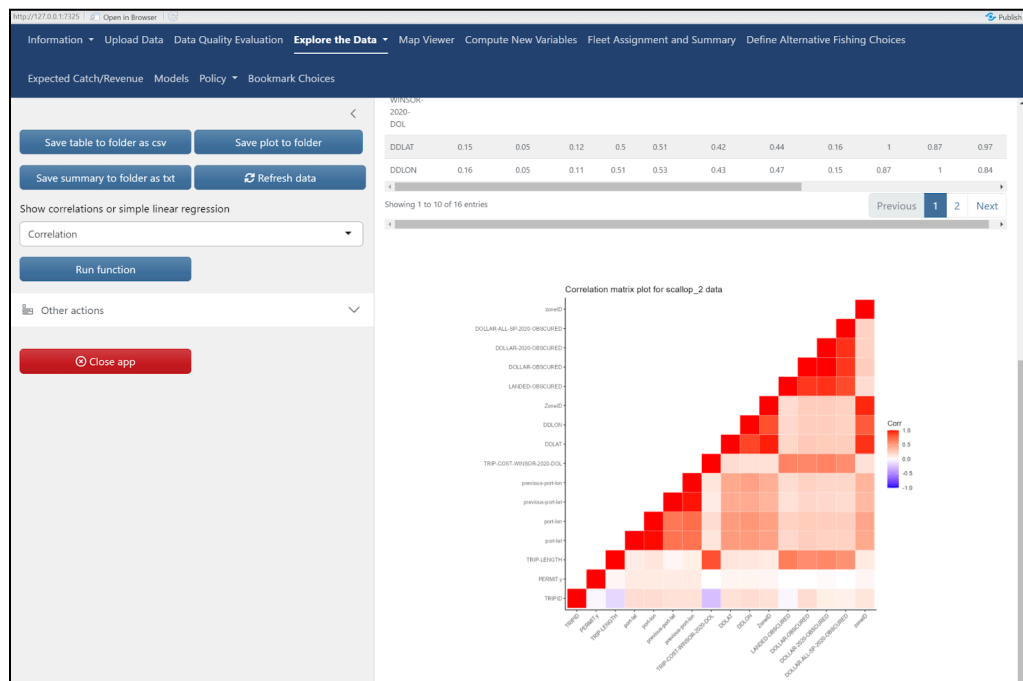 http://127.0.0.1:7325 Open in Browser Publish
Information Upload Data Data Quality Evaluation Explore the Data Map Viewer Compute New Variables Fleet Assignment and Summary Define Alternative Fishing Choices
Expected Catch/Revenue Models Policy Bookmark Choices
Save table to folder as csv Save plot to folder
Save summary to folder as txt Refresh data
Show correlations or simple linear regression
Correlation
Run function
Other actions
Close app
WINSOR-
2020-
DOL
DDLAT 0.15 0.05 0.12 0.5 0.51 0.42 0.44 0.16 1 0.87 0.97
DDLON 0.16 0.05 0.11 0.51 0.53 0.43 0.47 0.15 0.87 1 0.84
Showing 1 to 10 of 16 entries Previous 1 2 Next
Correlation matrix plot for scallop_2 data
zoneID
DOLLAR-ALL-SP-2020-OBSCURED
DOLLAR-2020-OBSCURED
DOLLAR-OBSCURED
LANDED-OBSCURED
ZoneID
DDLON
DDLAT
TRIP-COST-WINSOR-2020-DOL
previous-port-lon
previous-port-lat
port-lon
port-lat
TRIP-LENGTH
PERMIT.y
TRIPID
TRIPID PERMIT.y TRIP-LENGTH port-lat port-lon previous-port-lat previous-port-lon TRIP-COST-WINSOR-2020-DOL DDLAT DDLON ZoneID LANDED-OBSCURED DOLLAR-OBSCURED DOLLAR-2020-OBSCURED DOLLAR-ALL-SP-2020-OBSCURED zoneID
Corr
1.0
0.5
0.0
-0.5
-1.0